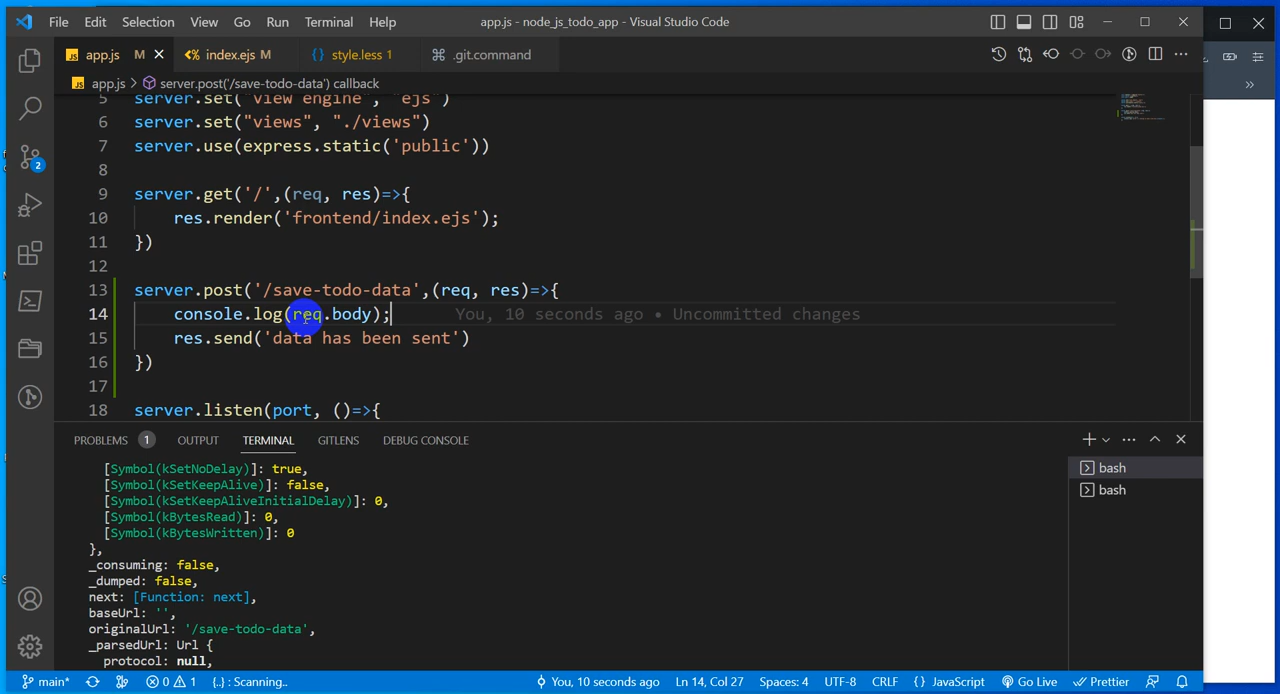 File Edit Selection View Go Run Terminal Help app.js - node_js_todo_app - Visual Studio Code
JS app.js M index.ejs M {} style.less 1 .git.command
JS app.js > server.post('/save-todo-data') callback
5 server.set("view engine", "ejs")
6 server.set("views", "./views")
7 server.use(express.static('public'))
8
9 server.get('/',(req, res)=>{
10 res.render('frontend/index.ejs');
11 })
12
13 server.post('/save-todo-data',(req, res)=>{
14 console.log(req.body); You, 10 seconds ago • Uncommitted changes
15 res.send('data has been sent')
16 })
17
18 server.listen(port, ()=>{
2
PROBLEMS 1 OUTPUT TERMINAL GITLENS DEBUG CONSOLE
[Symbol(kSetNoDelay)]: true,
[Symbol(kSetKeepAlive)]: false,
[Symbol(kSetKeepAliveInitialDelay)]: 0,
[Symbol(kBytesRead)]: 0,
[Symbol(kBytesWritten)]: 0
},
_consuming: false,
_dumped: false,
next: [Function: next],
baseUrl: '',
originalUrl: '/save-todo-data',
_parsedUrl: Url {
protocol: null,
bash
bash
main* 0 1 {..} : Scanning.. You, 10 seconds ago Ln 14, Col 27 Spaces: 4 UTF-8 CRLF {} JavaScript Go Live Prettier